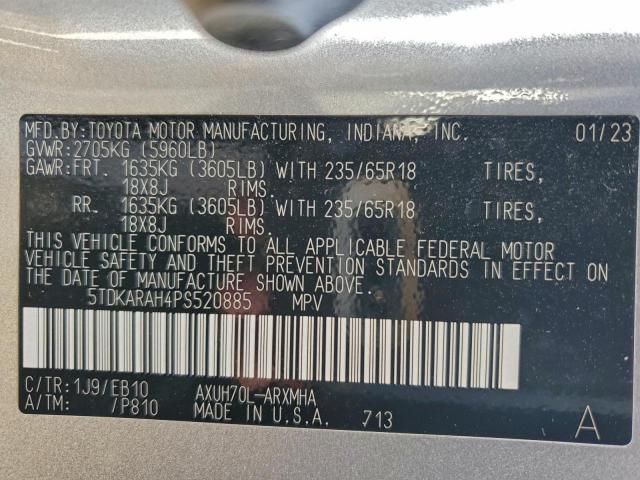 MFD.BY:TOYOTA MOTOR MANUFACTURING, INDIANA, INC. 01/23
GVWR:2705KG (5960LB)
GAWR:FRT. 1635KG (3605LB) WITH 235/65R18 TIRES,
18X8J RIMS.
RR. 1635KG (3605LB) WITH 235/65R18 TIRES,
18X8J RIMS.
THIS VEHICLE CONFORMS TO ALL APPLICABLE FEDERAL MOTOR
VEHICLE SAFETY AND THEFT PREVENTION STANDARDS IN EFFECT ON
THE DATE OF MANUFACTURE SHOWN ABOVE.
5TDKARAH4PS520885 MPV
C/TR:1J9/EB10 AXUH70L-ARXMHA
A/TM: /P810 MADE IN U.S.A. 713 A